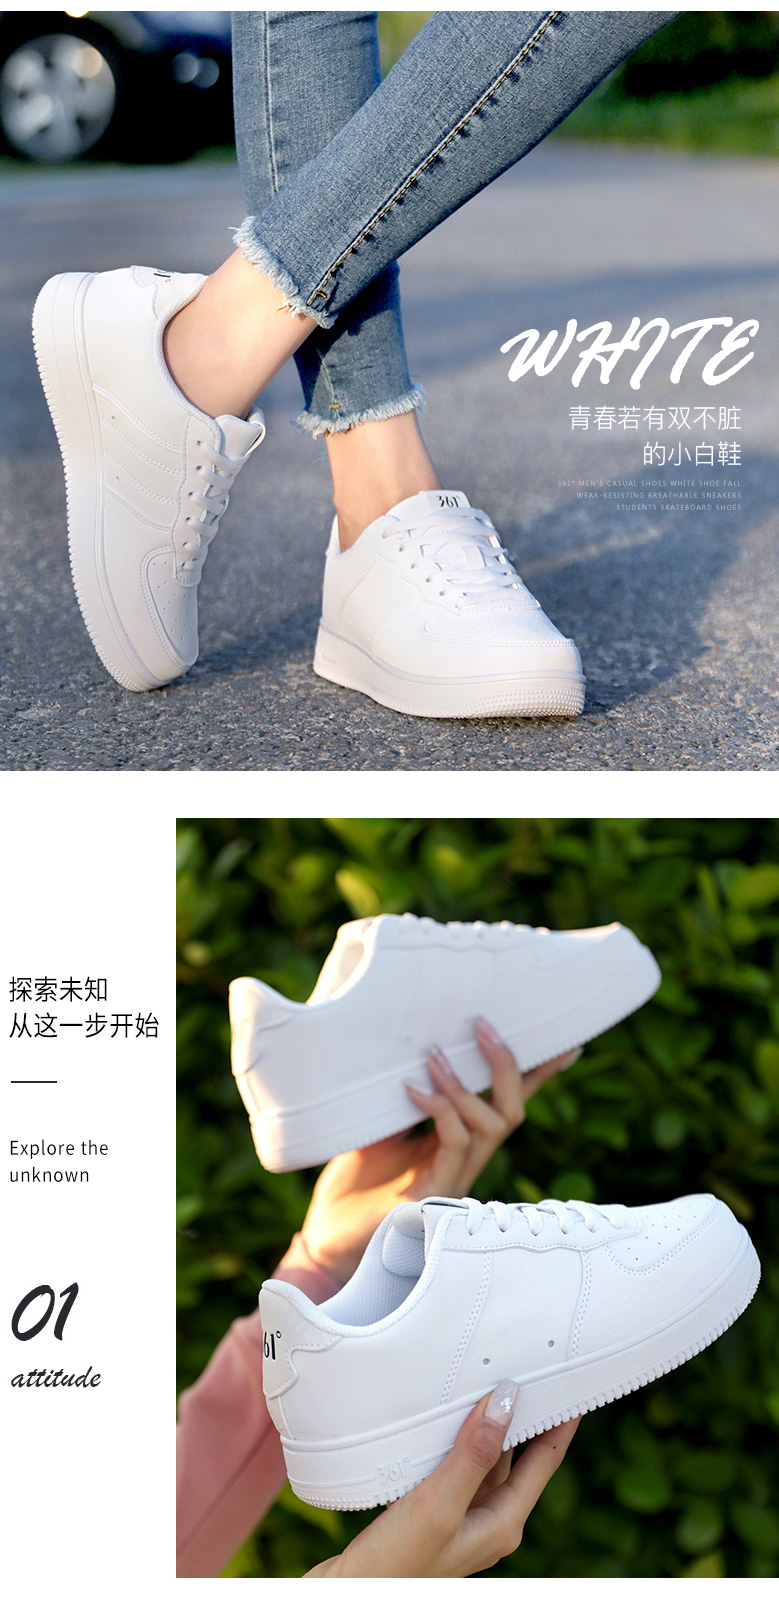 WHITE
青春若有双不脏
的小白鞋
361° MEN'S CASUAL SHOES WHITE SHOE FALL
WEAR-RESISTING BREATHABLE SNEAKERS
STUDENTS SKATEBOARD SHOES
361°
探索未知
从这一步开始
Explore the
unknown
01
attitude
361°
361°